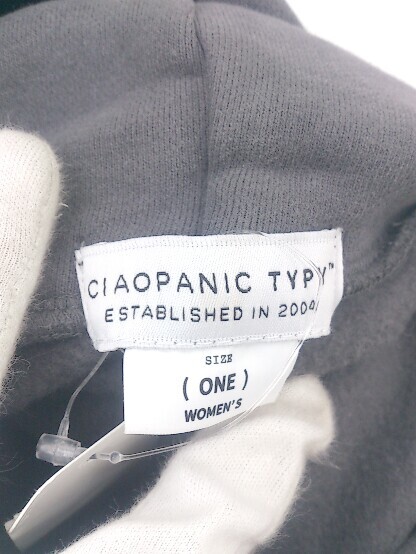 CIAOPANIC TYPY™
ESTABLISHED IN 2004
SIZE
( ONE )
WOMEN'S